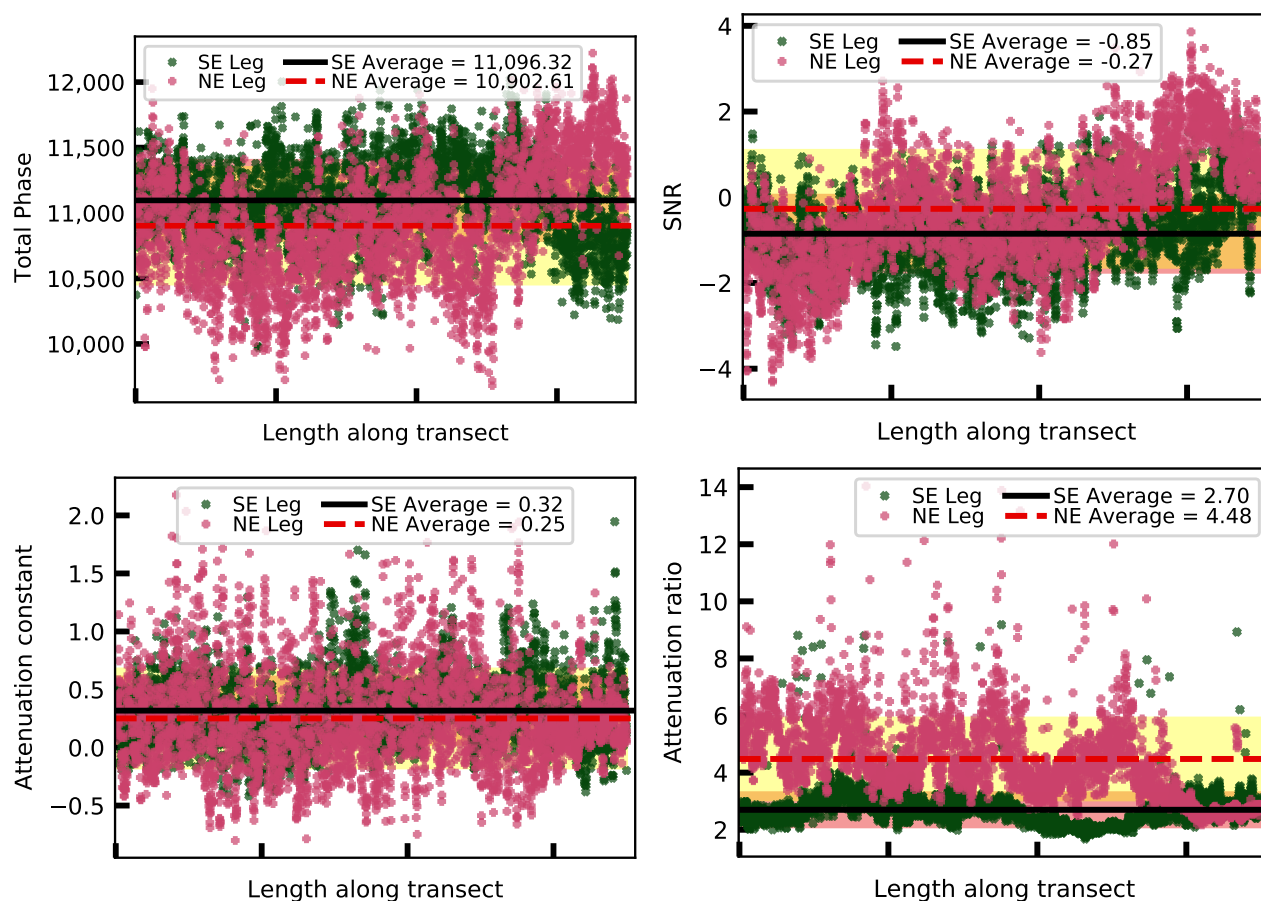 SE Leg SE Average = 11,096.32
NE Leg NE Average = 10,902.61
12,000
11,500
11,000
10,500
10,000
Total Phase
Length along transect
SE Leg SE Average = -0.85
NE Leg NE Average = -0.27
4
2
0
−2
−4
SNR
Length along transect
SE Leg SE Average = 0.32
NE Leg NE Average = 0.25
2.0
1.5
1.0
0.5
0.0
−0.5
Attenuation constant
Length along transect
SE Leg SE Average = 2.70
NE Leg NE Average = 4.48
14
12
10
8
6
4
2
Attenuation ratio
Length along transect